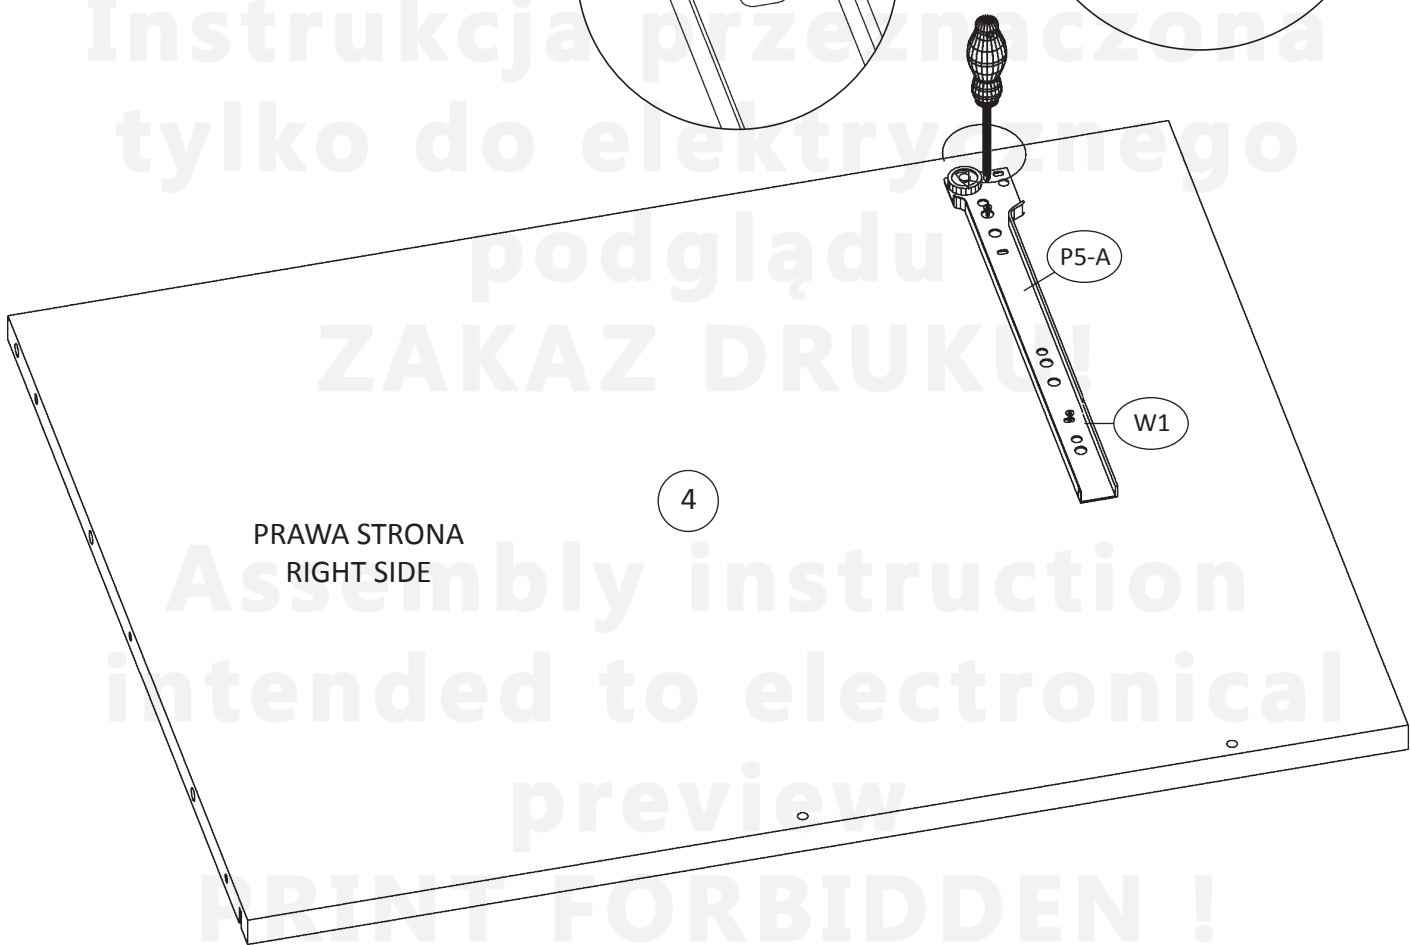 Instrukcja przeznaczona
tylko do elektrycznego
podglądu
P5-A
ZAKAZ DRUKU!
W1
4
PRAWA STRONA
RIGHT SIDE
Assembly instruction
intended to electronical
preview
PRINT FORBIDDEN !